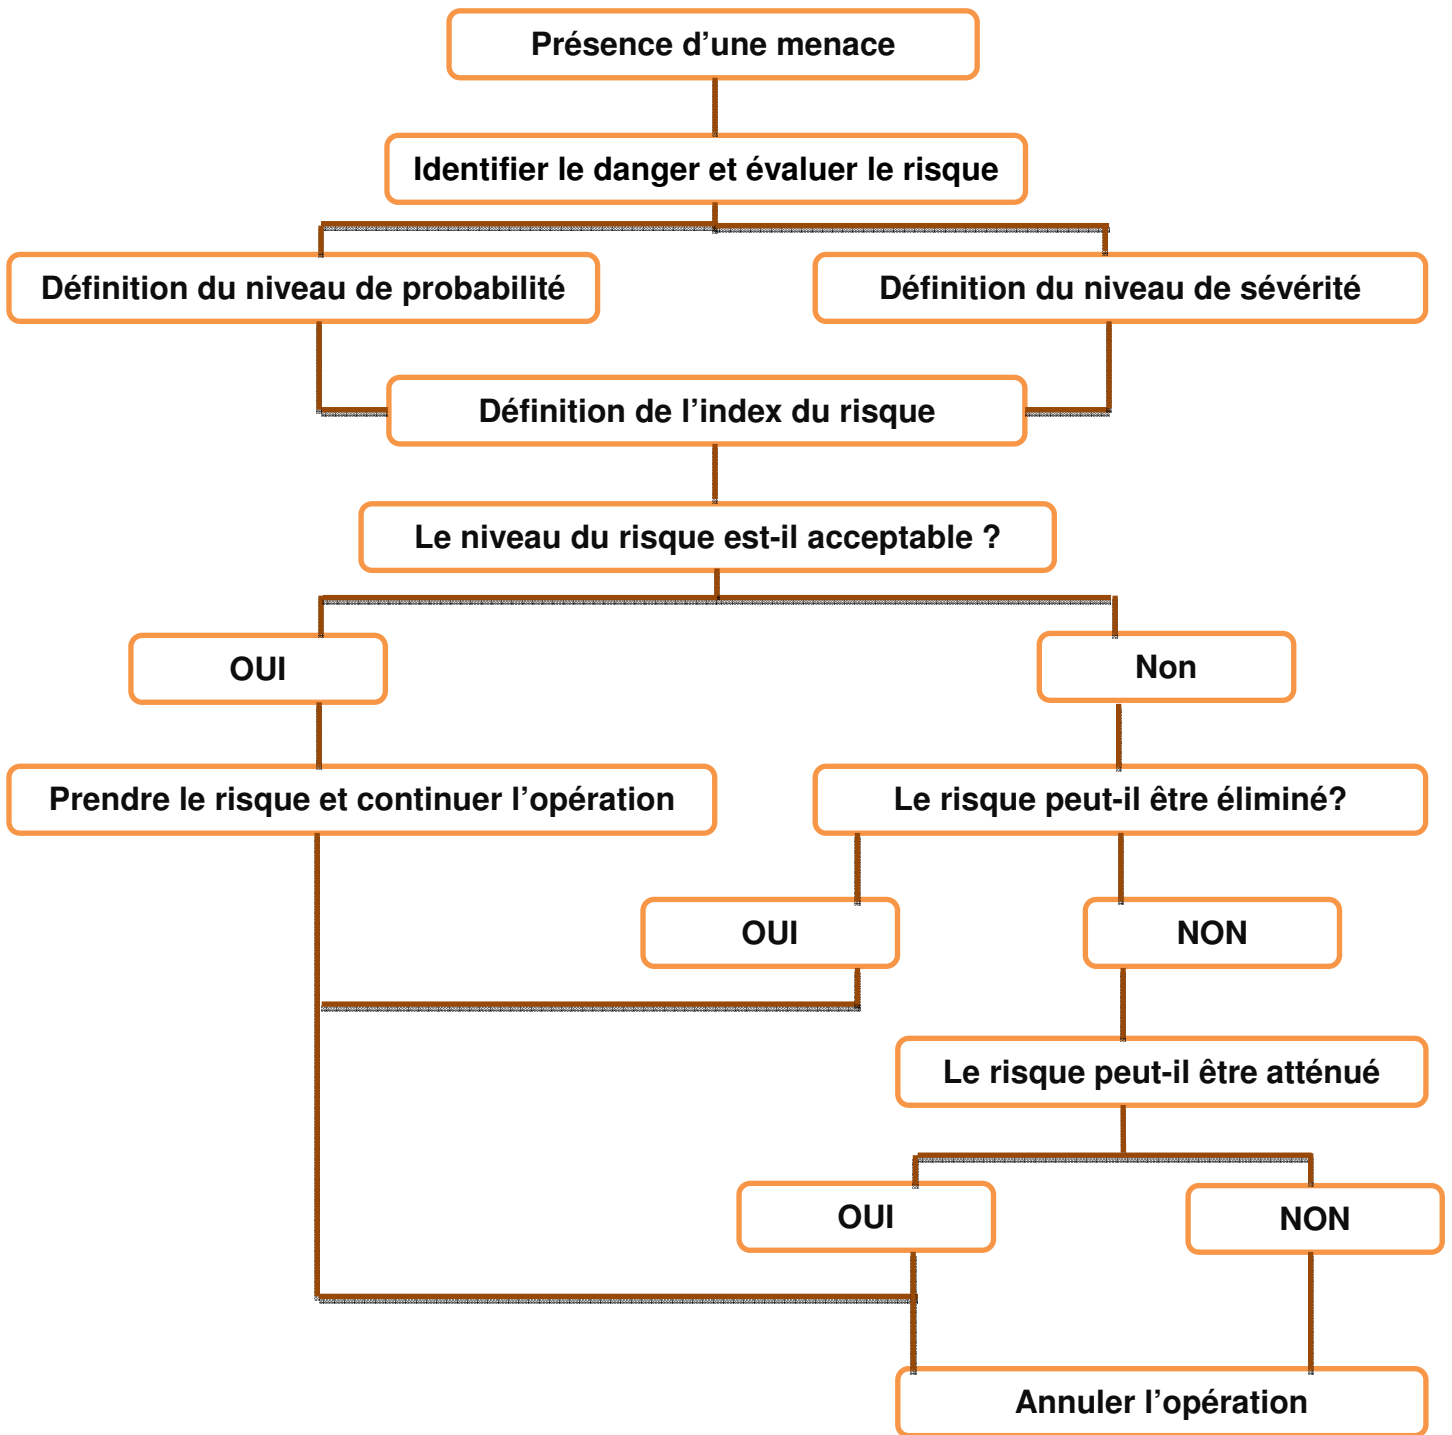 Présence d’une menace
Identifier le danger et évaluer le risque
Définition du niveau de probabilité
Définition du niveau de sévérité
Définition de l’index du risque
Le niveau du risque est-il acceptable ?
OUI
Non
Prendre le risque et continuer l’opération
Le risque peut-il être éliminé?
OUI
NON
Le risque peut-il être atténué
OUI
NON
Annuler l’opération